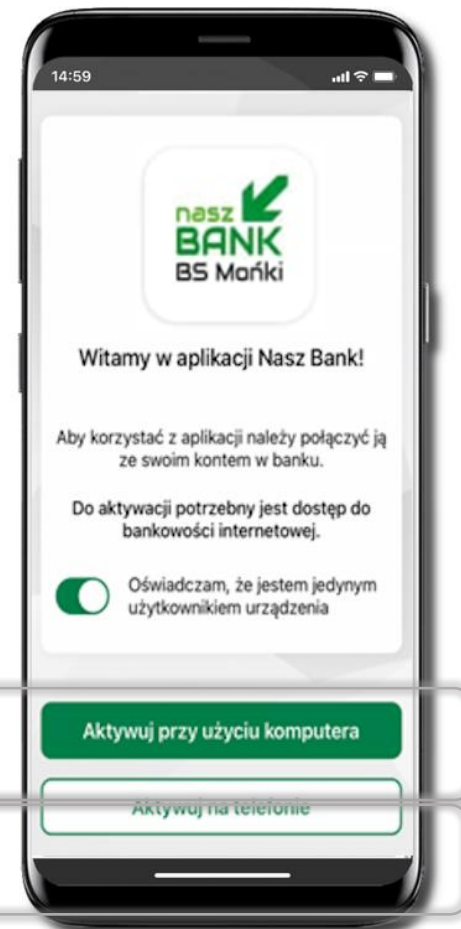 14:59
nasz
BANK
BS Mońki
Witamy w aplikacji Nasz Bank!
Aby korzystać z aplikacji należy połączyć ją
ze swoim kontem w banku.
Do aktywacji potrzebny jest dostęp do
bankowości internetowej.
Oświadczam, że jestem jedynym
użytkownikiem urządzenia
Aktywuj przy użyciu komputera
Aktywuj na telefonie